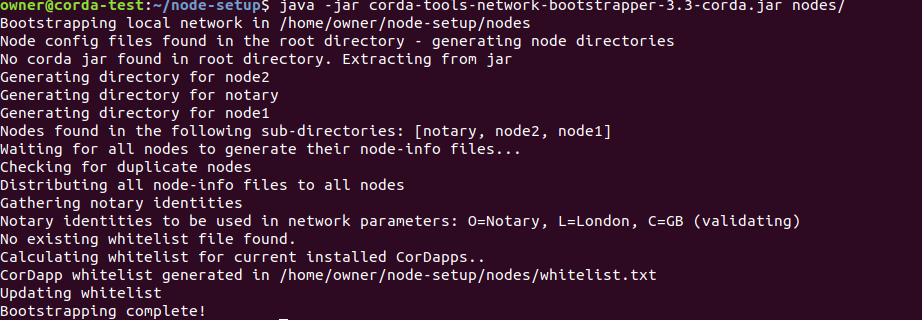 owner@corda-test:~/node-setup$ java -jar corda-tools-network-bootstrapper-3.3-corda.jar nodes/
Bootstrapping local network in /home/owner/node-setup/nodes
Node config files found in the root directory - generating node directories
No corda jar found in root directory. Extracting from jar
Generating directory for node2
Generating directory for notary
Generating directory for node1
Nodes found in the following sub-directories: [notary, node2, node1]
Waiting for all nodes to generate their node-info files...
Checking for duplicate nodes
Distributing all node-info files to all nodes
Gathering notary identities
Notary identities to be used in network parameters: O=Notary, L=London, C=GB (validating)
No existing whitelist file found.
Calculating whitelist for current installed CorDapps..
CorDapp whitelist generated in /home/owner/node-setup/nodes/whitelist.txt
Updating whitelist
Bootstrapping complete!